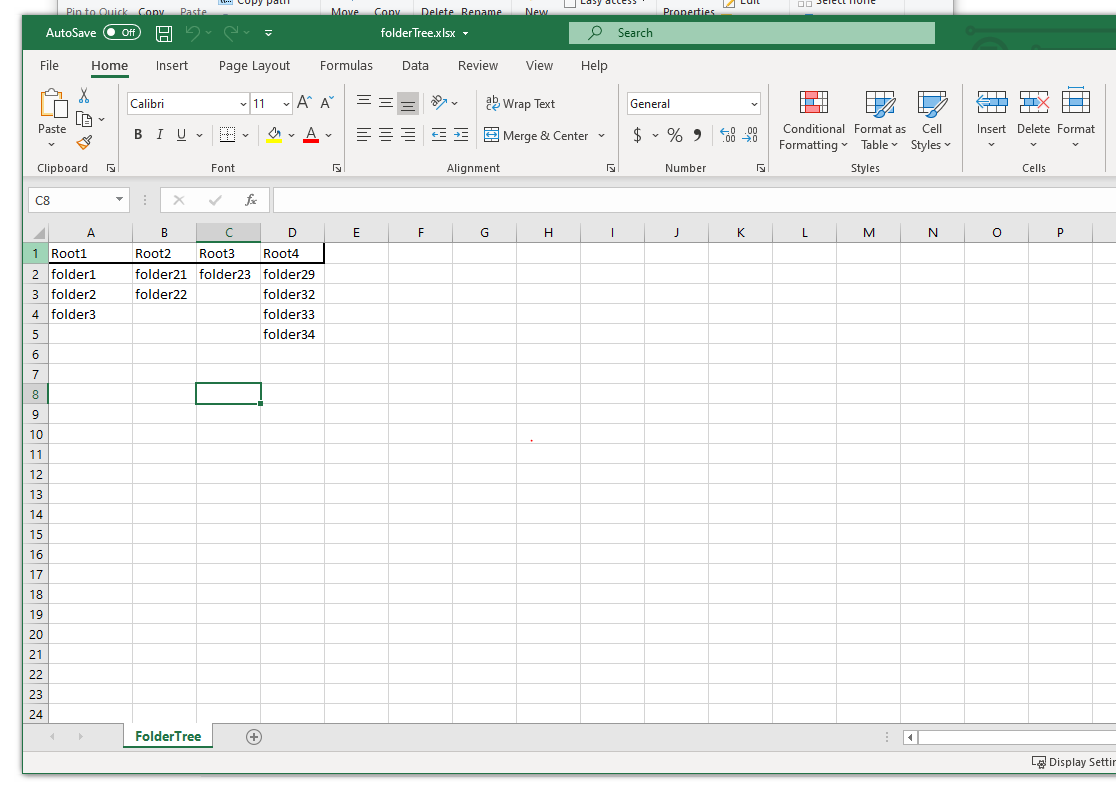 Pin to Quick Copy Paste Copy path Move Copy Delete Rename New Easy access Properties Edit Select none
AutoSave Off folderTree.xlsx Search
File Home Insert Page Layout Formulas Data Review View Help
Calibri 11 ab Wrap Text General
Paste B I U A Merge & Center $ % Conditional Formatting Format as Table Cell Styles Insert Delete Format
Clipboard Font Alignment Number Styles Cells
C8 fx
A B C D E F G H I J K L M N O P
1 Root1 Root2 Root3 Root4
2 folder1 folder21 folder23 folder29
3 folder2 folder22 folder32
4 folder3 folder33
5 folder34
6
7
8
9
10
11
12
13
14
15
16
17
18
19
20
21
22
23
24
FolderTree
Display Settin